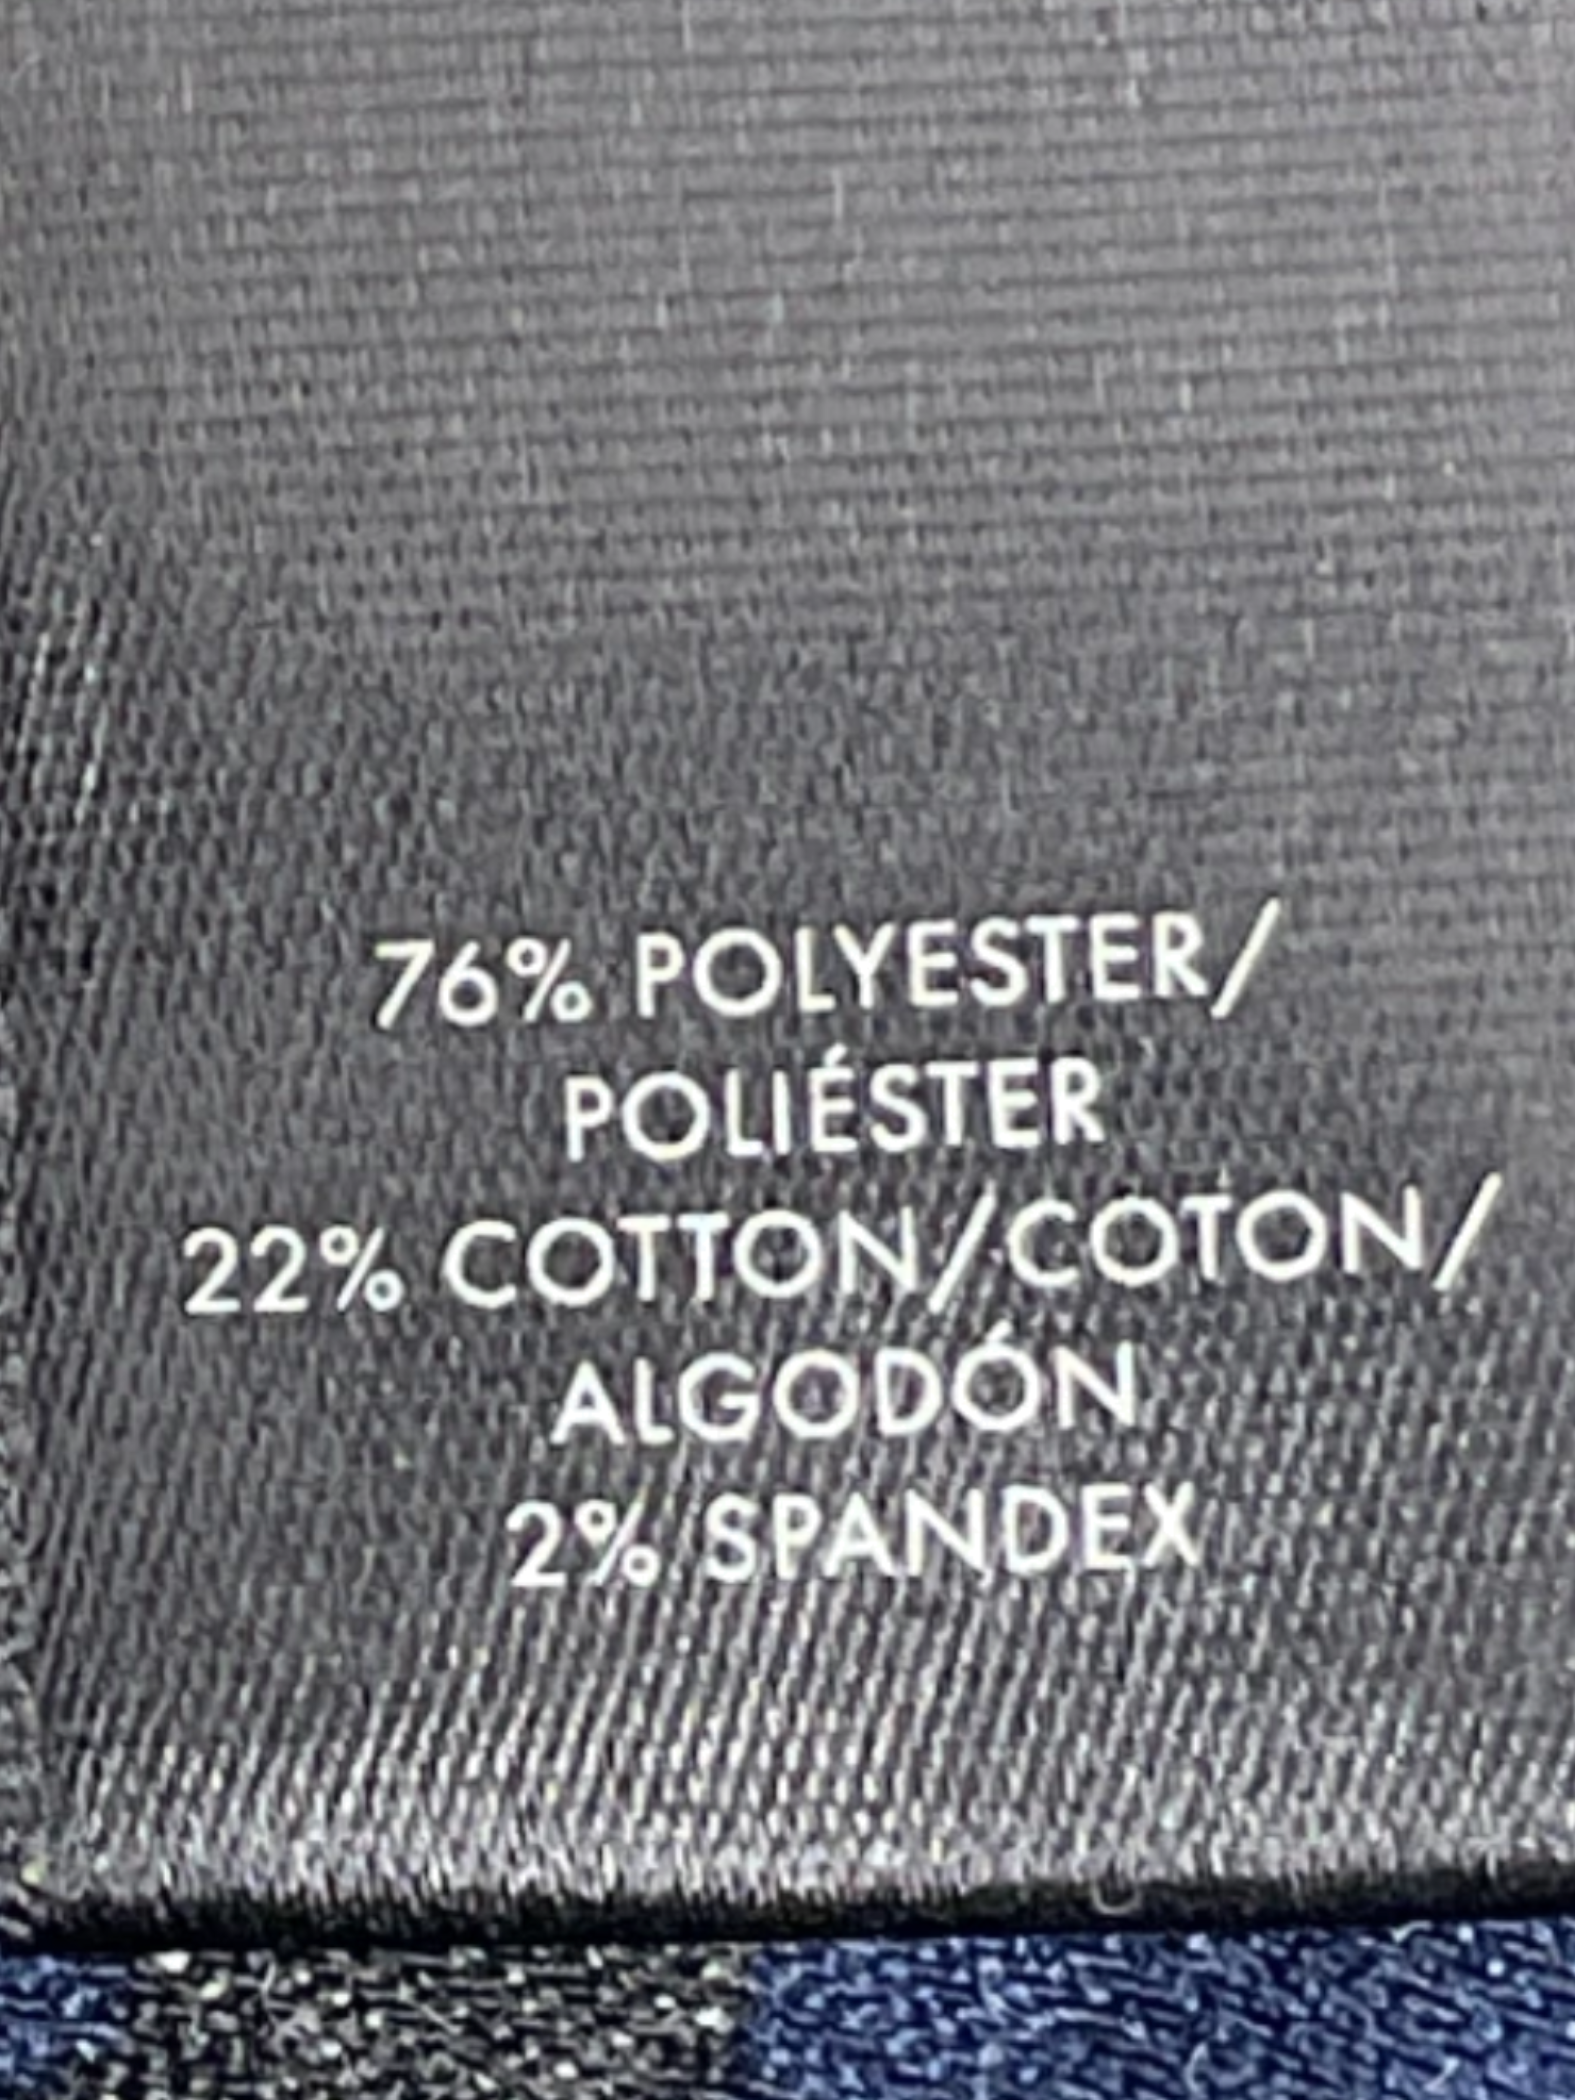 76% POLYESTER/
POLIÉSTER
22% COTTON/COTON/
ALGODÓN
2% SPANDEX